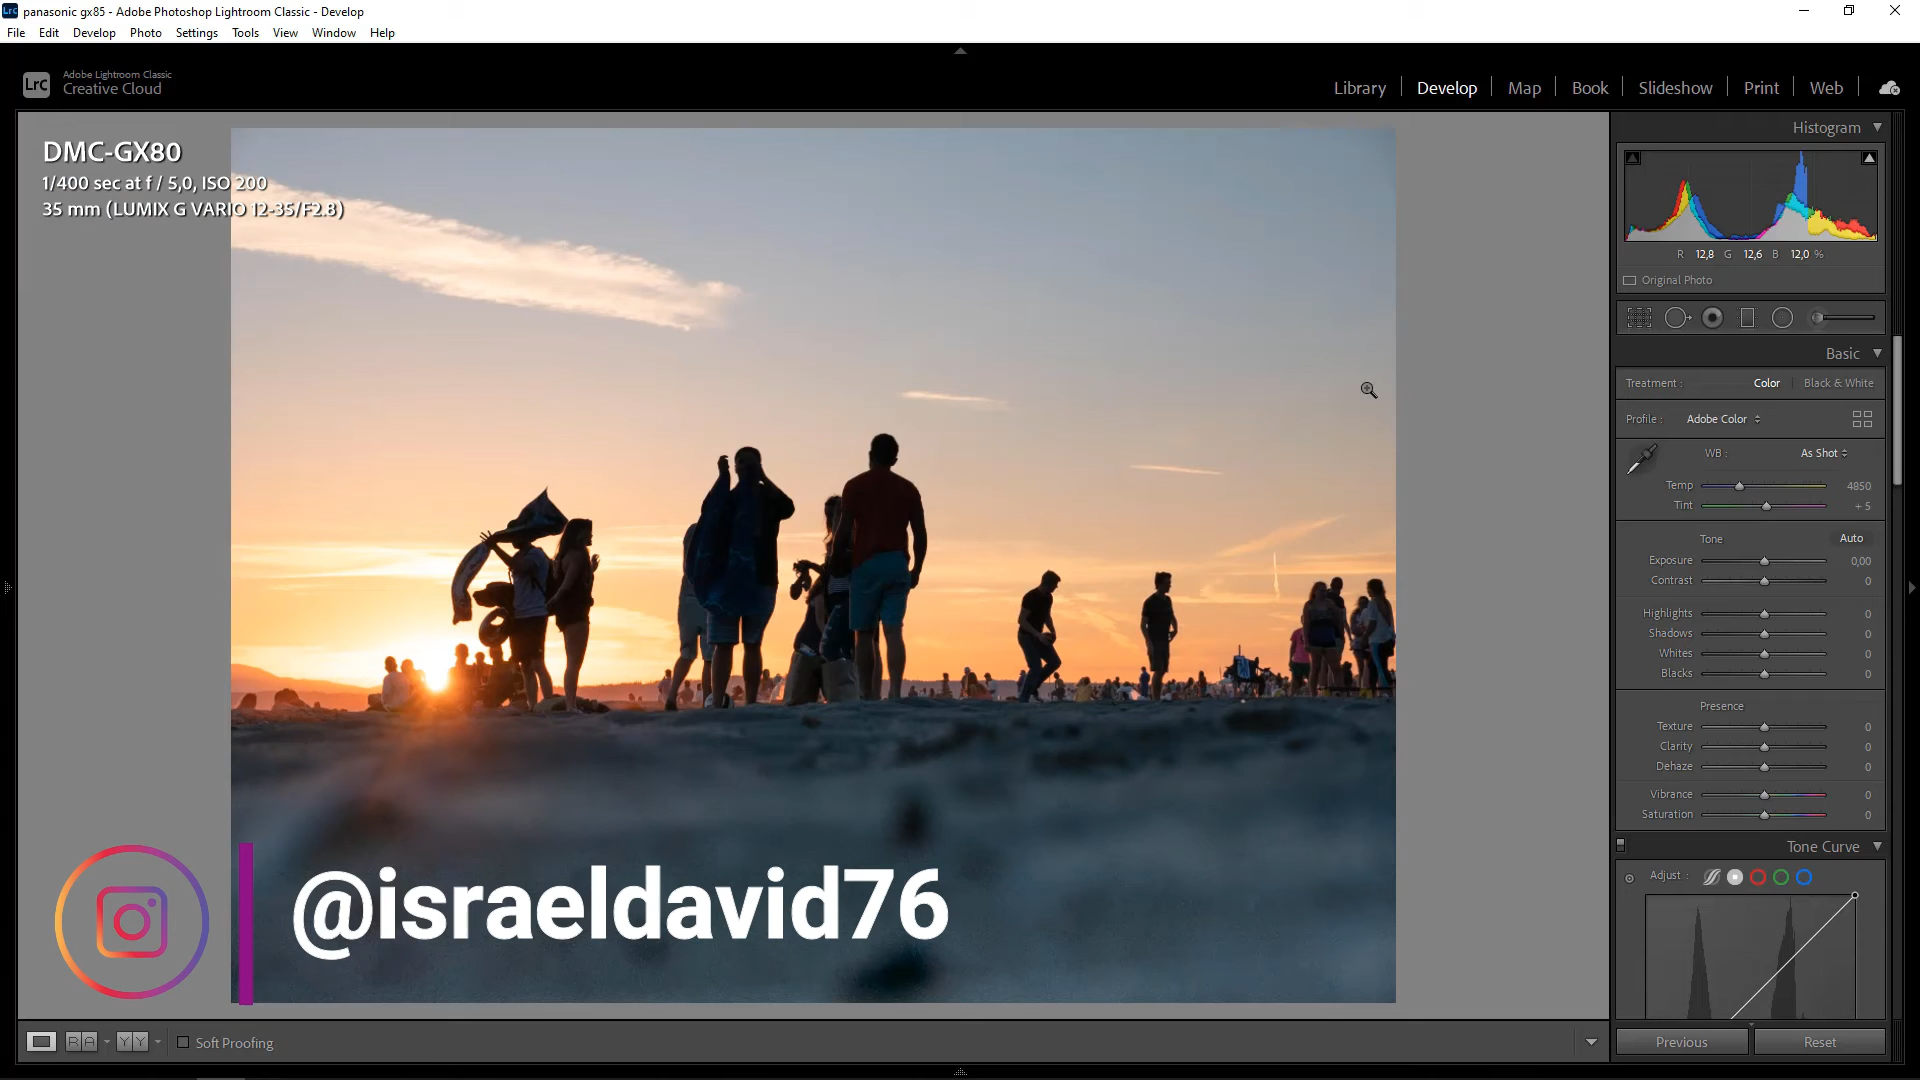 Lrc panasonic gx85 - Adobe Photoshop Lightroom Classic - Develop
File Edit Develop Photo Settings Tools View Window Help
LrC Adobe Lightroom Classic
Creative Cloud
Library Develop Map Book Slideshow Print Web
DMC-GX80
1/400 sec at f / 5,0, ISO 200
35 mm (LUMIX G VARIO 12-35/F2.8)
@israeldavid76
Histogram
R 12,8 G 12,6 B 12,0 %
Original Photo
Basic
Treatment : Color Black & White
Profile : Adobe Color
WB : As Shot
Temp 4850
Tint + 5
Tone Auto
Exposure 0,00
Contrast 0
Highlights 0
Shadows 0
Whites 0
Blacks 0
Presence
Texture 0
Clarity 0
Dehaze 0
Vibrance 0
Saturation 0
Tone Curve
Adjust :
R A Y Y Soft Proofing
Previous Reset